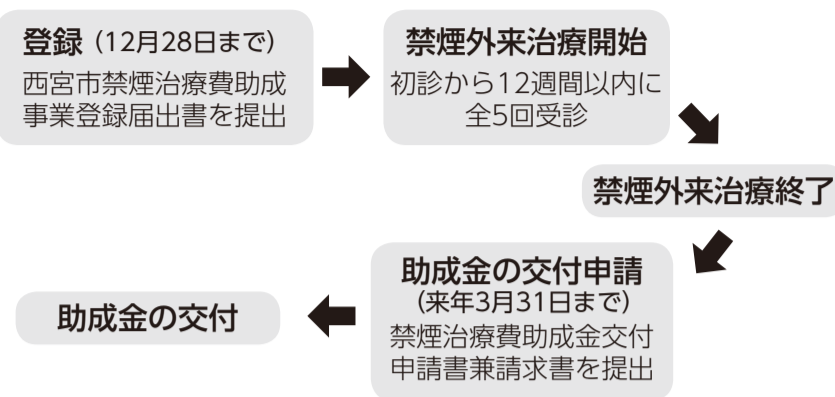 登録（12月28日まで）
西宮市禁煙治療費助成
事業登録届出書を提出
禁煙外来治療開始
初診から12週間以内に
全5回受診
禁煙外来治療終了
助成金の交付申請
（来年3月31日まで）
禁煙治療費助成金交付
申請書兼請求書を提出
助成金の交付